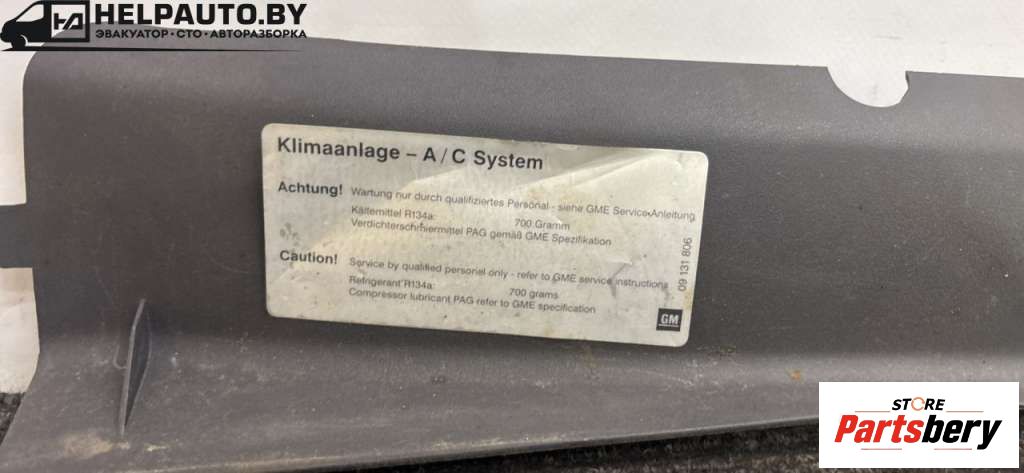 HELPAUTO.BY
ЭВАКУАТОР·СТО·АВТОРАЗБОРКА
Klimaanlage – A/C System
Achtung! Wartung nur durch qualifiziertes Personal - siehe GME Service-Anleitung
Kältemittel R134a: 700 Gramm
Verdichterschmiermittel PAG gemäß GME Spezifikation
Caution! Service by qualified personel only - refer to GME service instructions
Refrigerant R134a: 700 grams
Compressor lubricant PAG refer to GME specification
09 131 806
GM
STORE
Partsbery